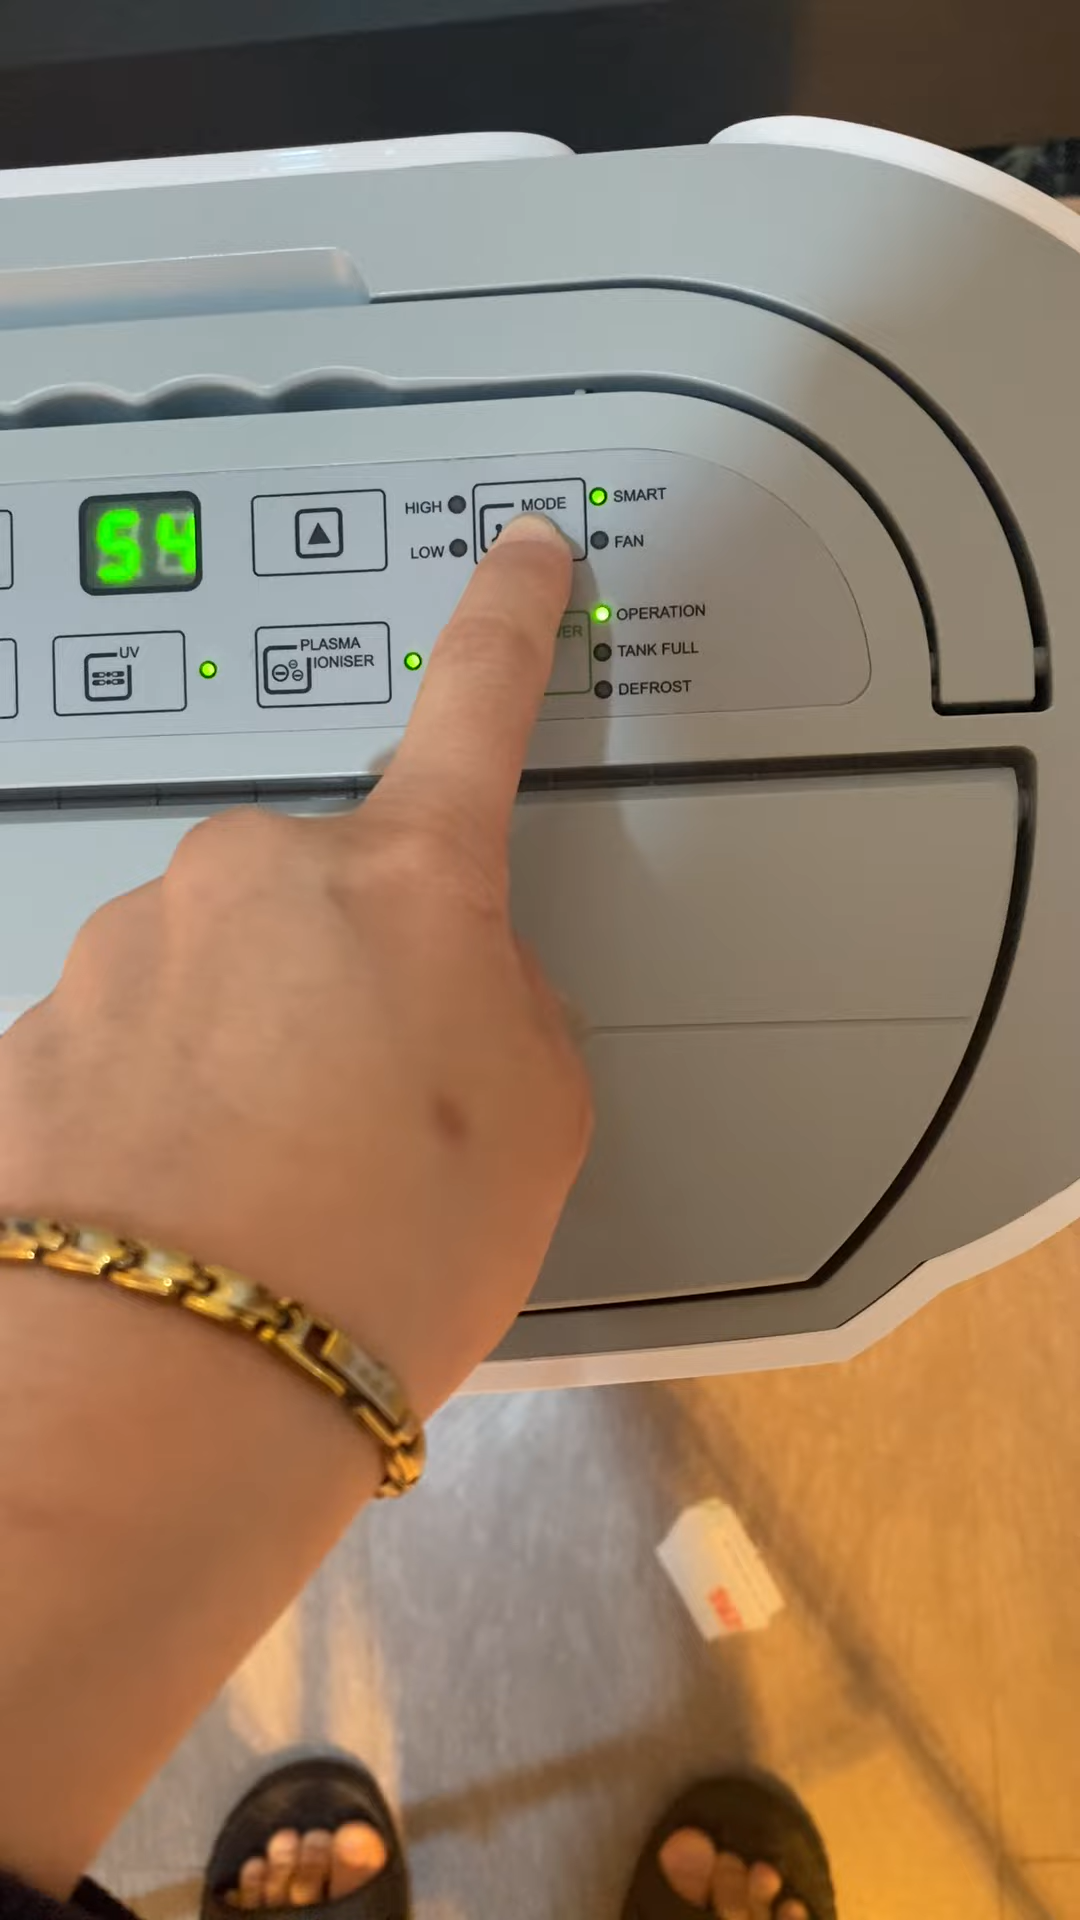 54
HIGH
MODE
SMART
LOW
FAN
OPERATION
UV
PLASMA
IONISER
TANK FULL
DEFROST